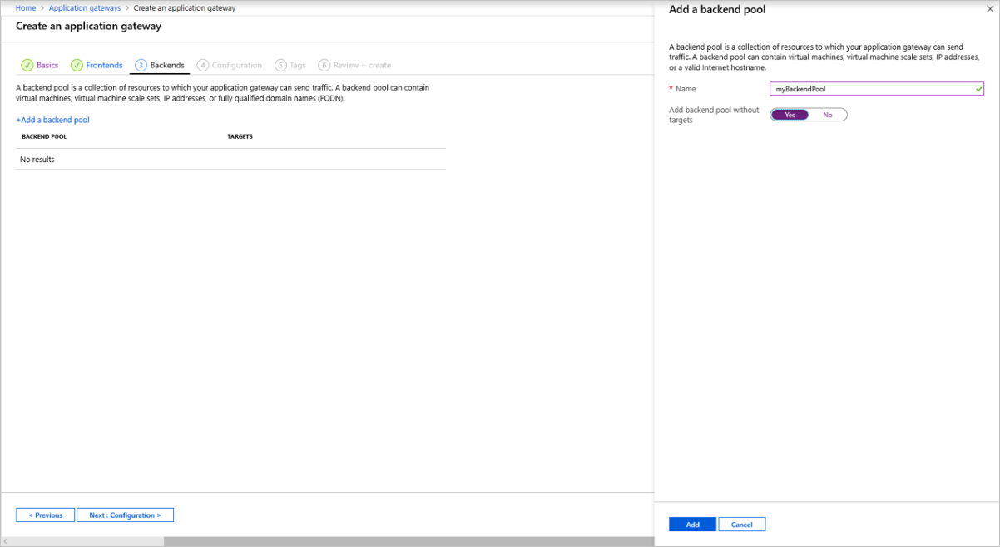 Home > Application gateways > Create an application gateway
Create an application gateway
✓ Basics ✓ Frontends 3 Backends 4 Configuration 5 Tags 6 Review + create
A backend pool is a collection of resources to which your application gateway can send traffic. A backend pool can contain
virtual machines, virtual machine scale sets, IP addresses, or fully qualified domain names (FQDN).
+Add a backend pool
BACKEND POOL TARGETS
No results
< Previous Next : Configuration >
Add a backend pool
A backend pool is a collection of resources to which your application gateway can send
traffic. A backend pool can contain virtual machines, virtual machine scale sets, IP addresses,
or a valid Internet hostname.
* Name myBackendPool
Add backend pool without
targets
Yes No
Add Cancel